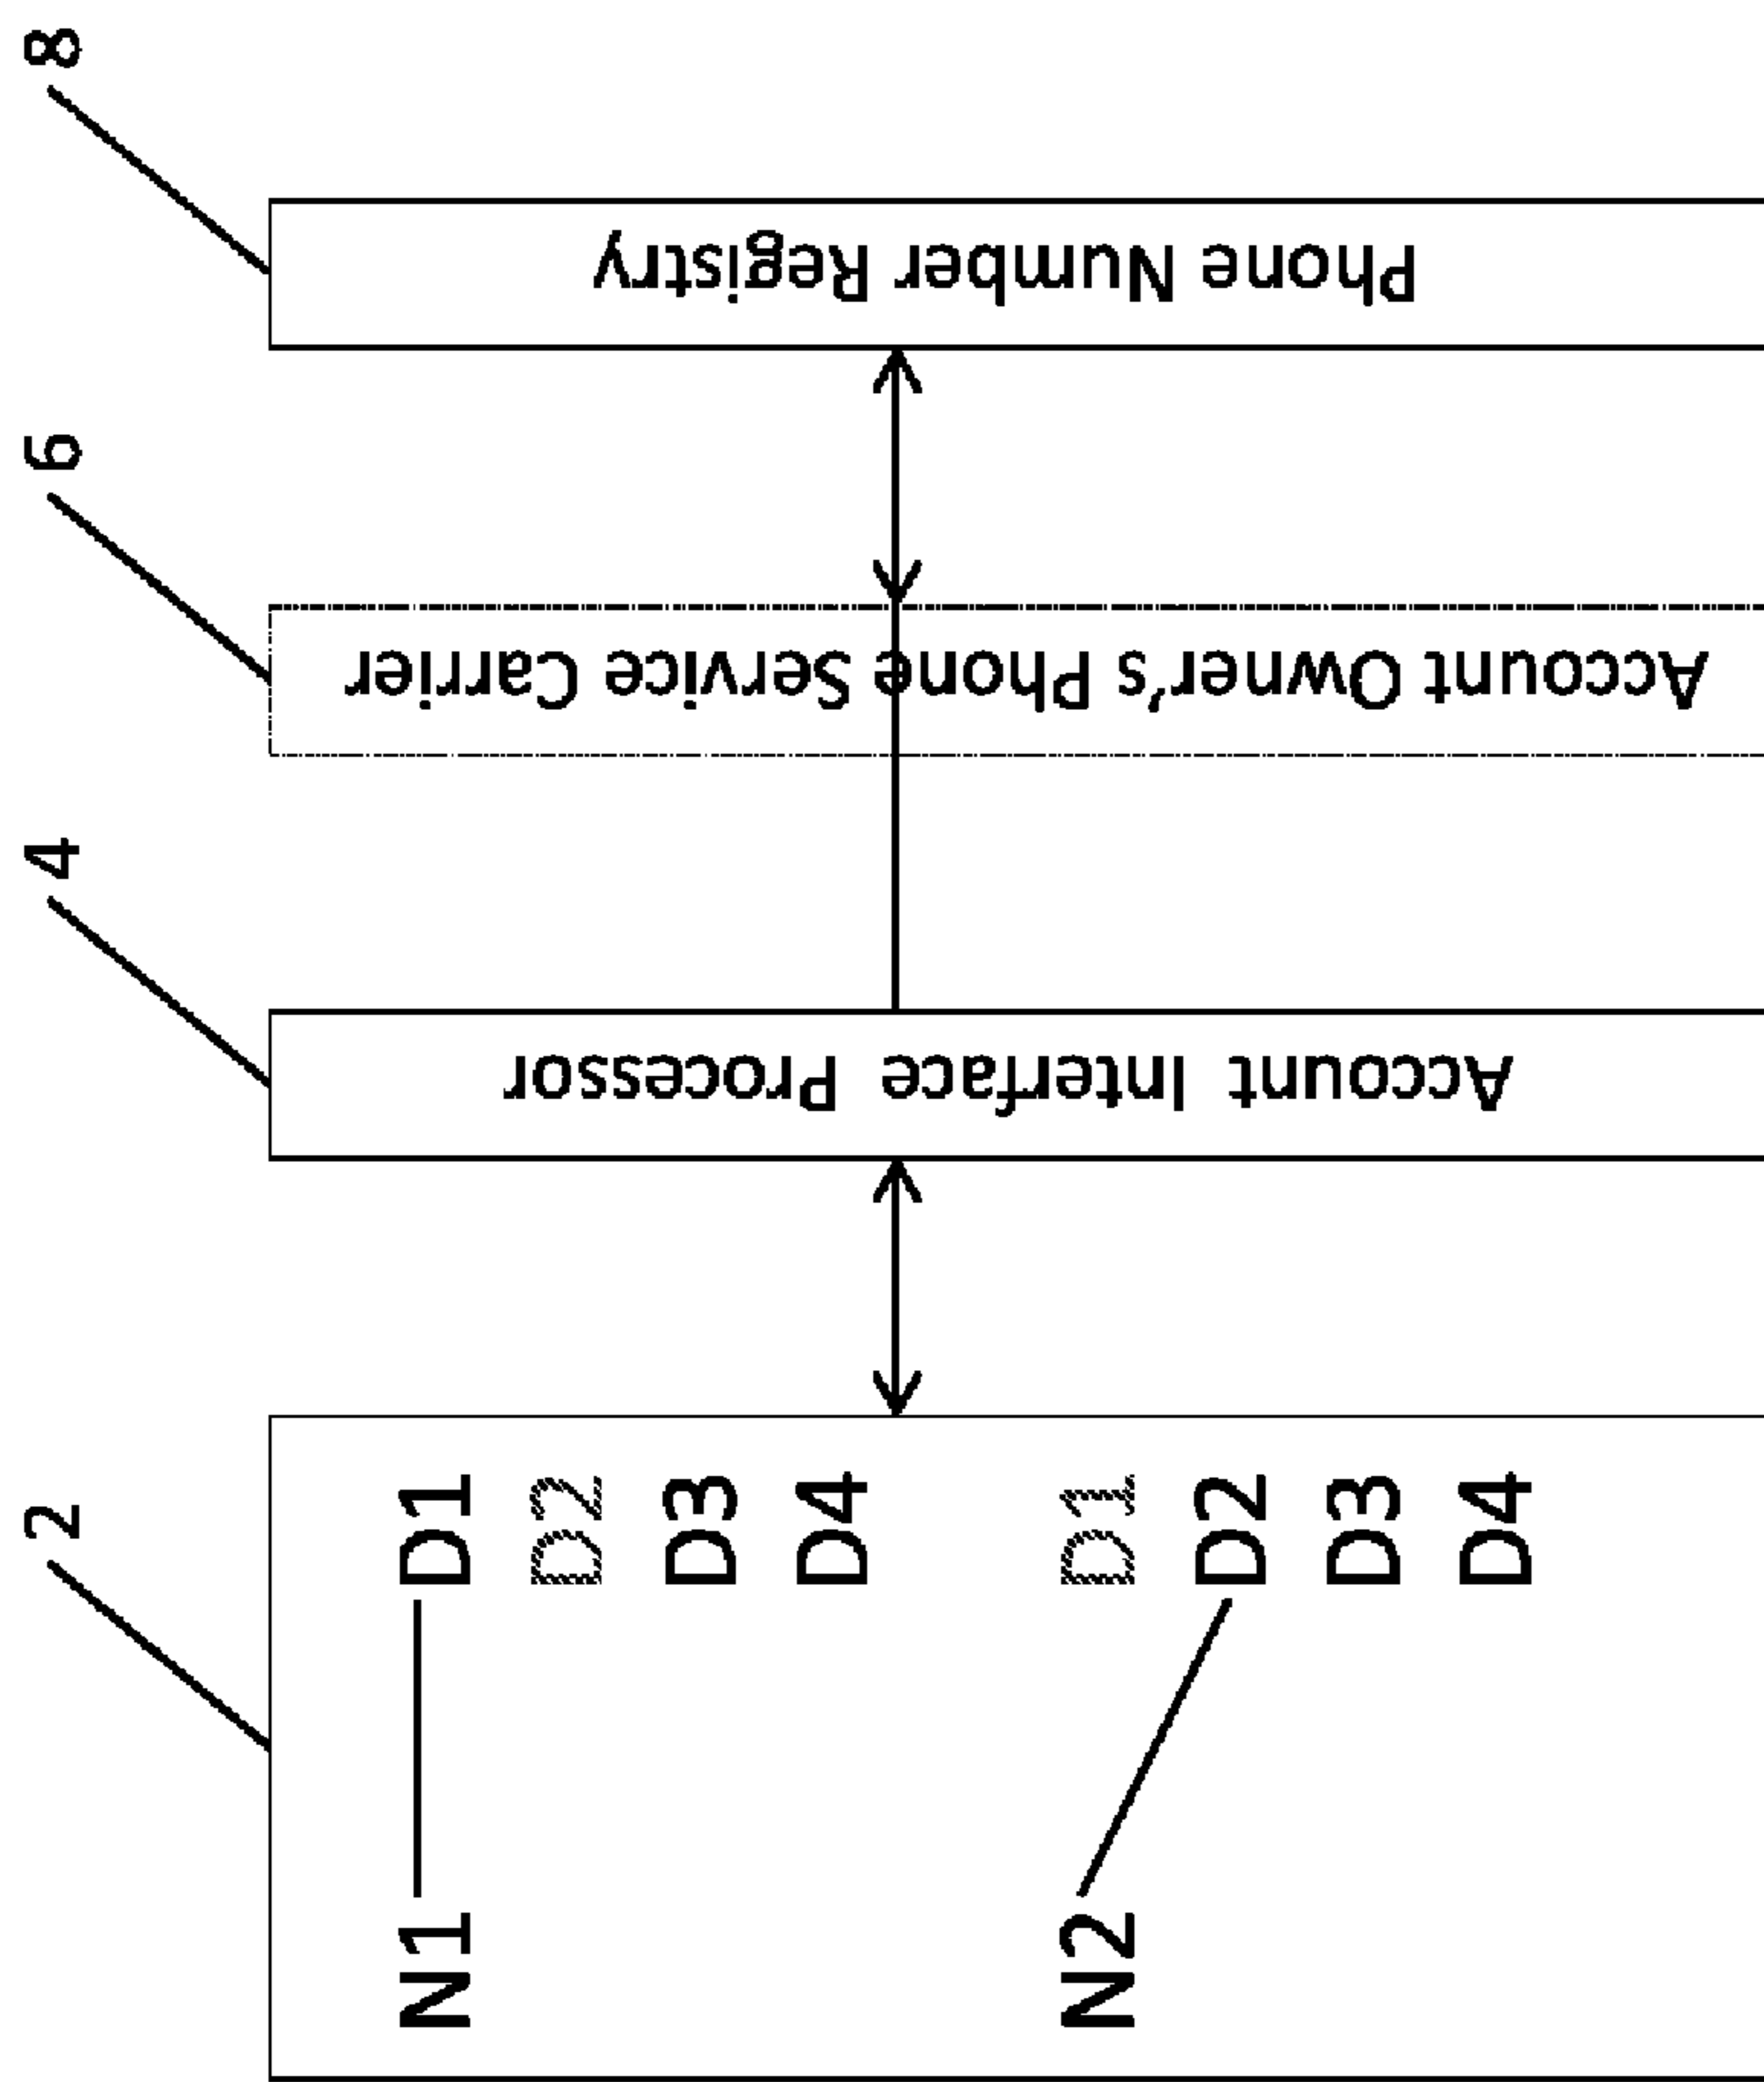 2
4
6
8
N1
D1
D2
D3
D4
N2
D1
D2
D3
D4
Account Interface Processor
Account Owner's Phone Service Carrier
Phone Number Registry